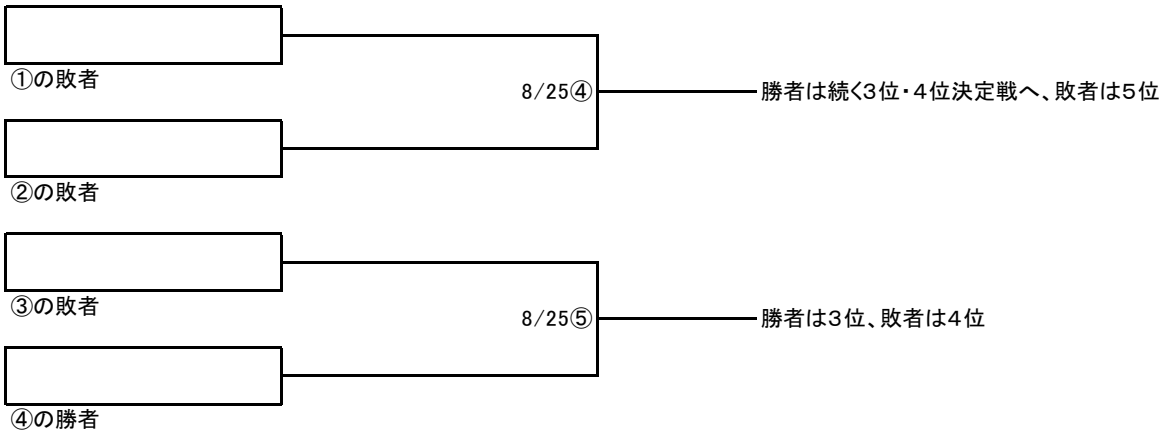 ①の敗者
8/25④
勝者は続く3位・4位決定戦へ、敗者は5位
②の敗者
③の敗者
8/25⑤
勝者は3位、敗者は4位
④の勝者